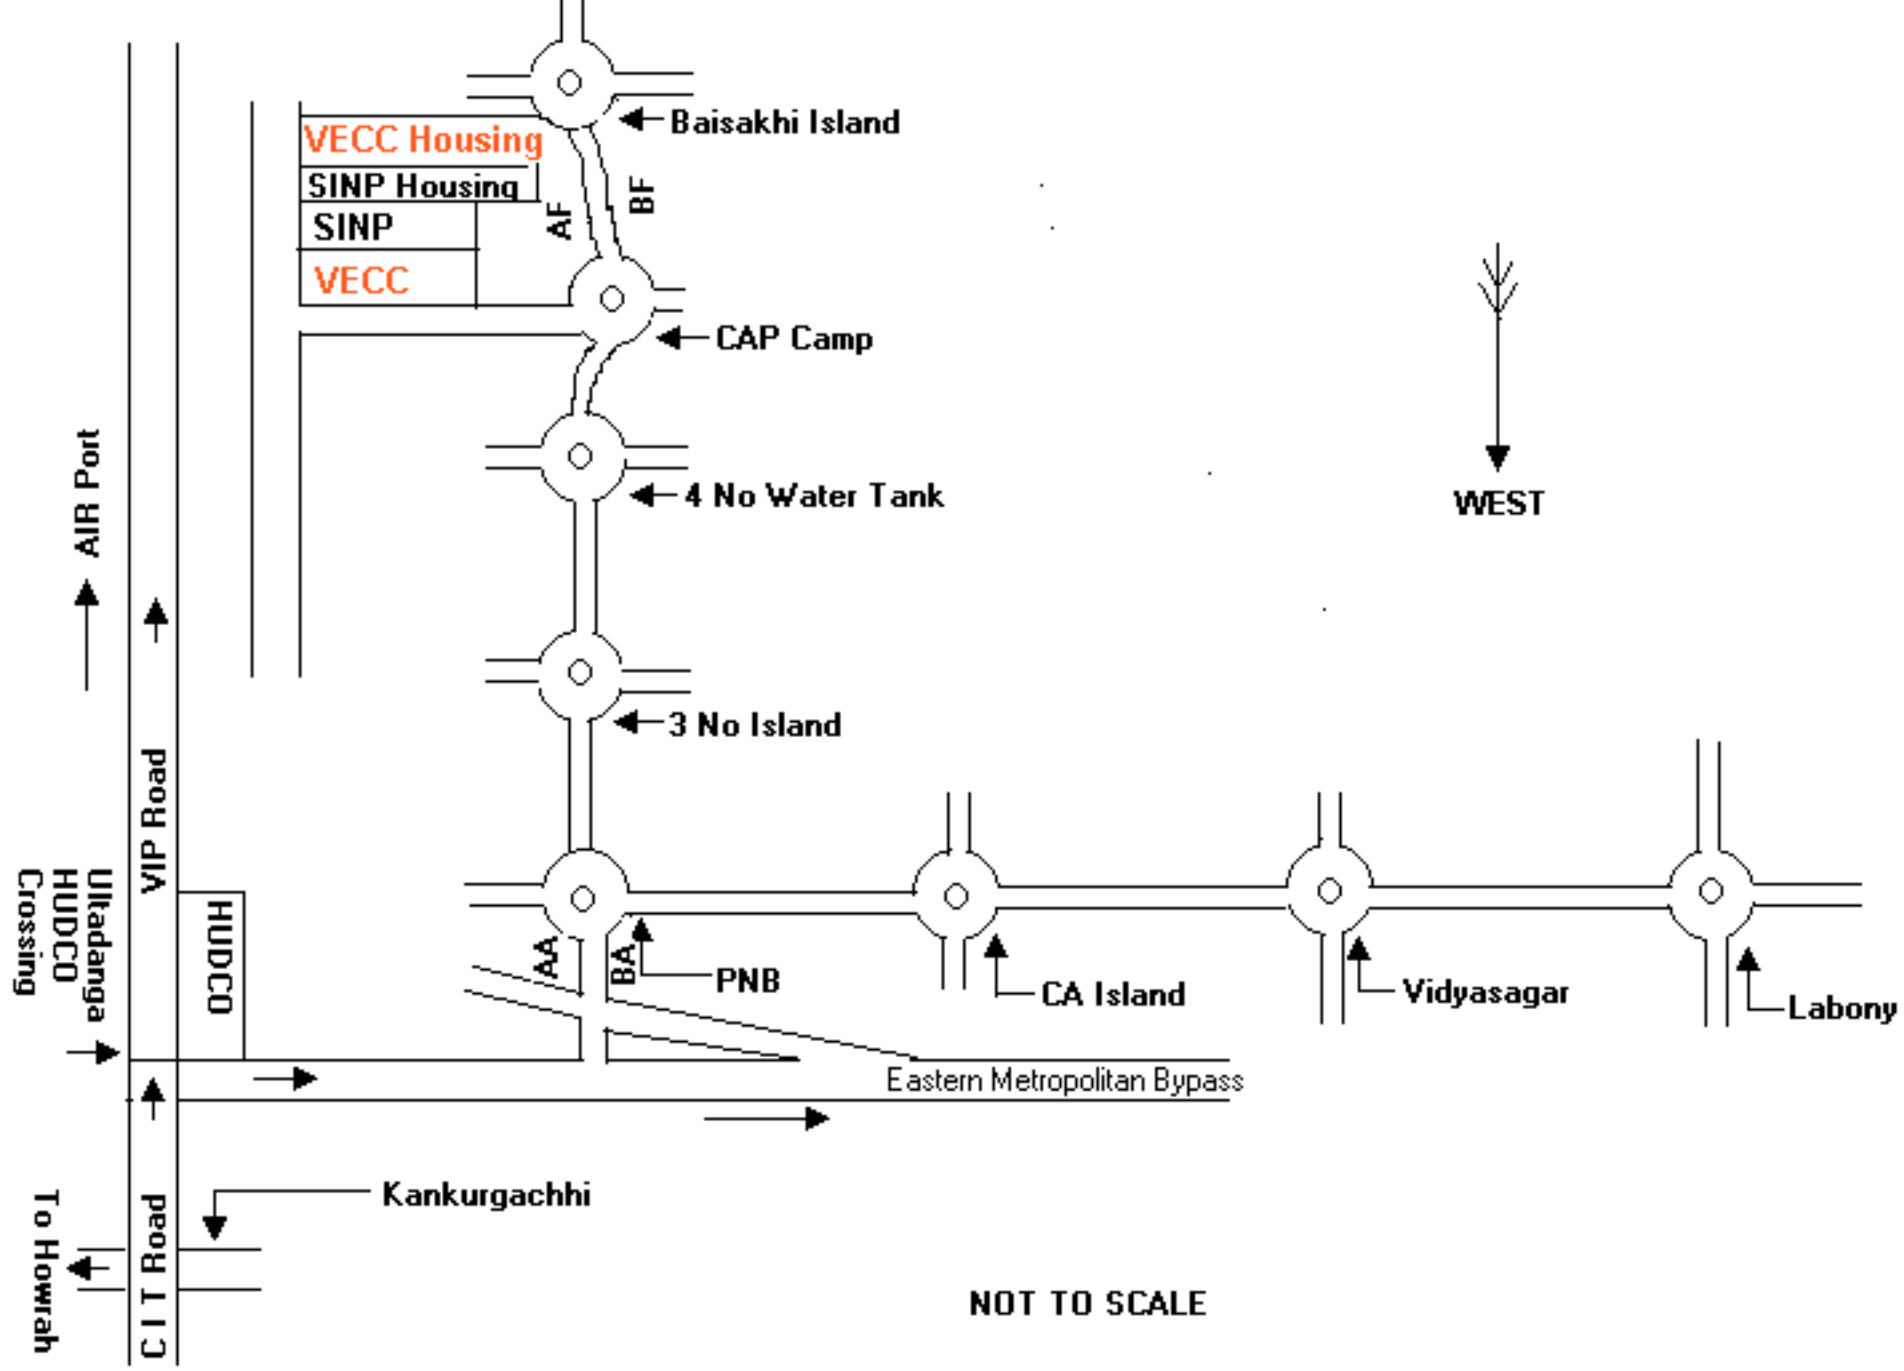 Baisakhi Island
VECC Housing
SINP Housing
SINP
VECC
AF
BF
CAP Camp
4 No Water Tank
WEST
AIR Port
3 No Island
VIP Road
Ultadanga
HUDCO
Crossing
HUDCO
AA
BA
PNB
CA Island
Vidyasagar
Labony
Eastern Metropolitan Bypass
Kankurgachhi
To Howrah
C I T Road
NOT TO SCALE